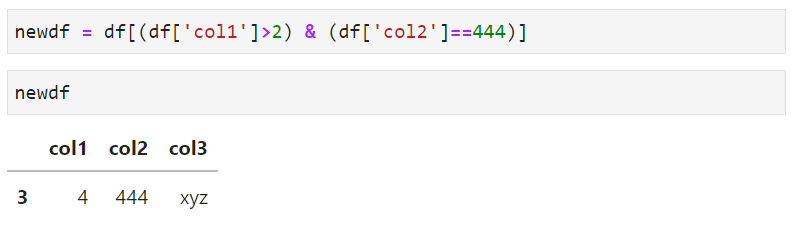 newdf = df[(df['col1']>2) & (df['col2']==444)]
newdf
col1 col2 col3
3 4 444 xyz